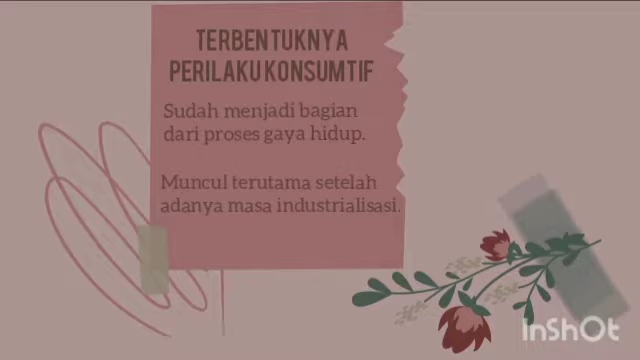 TERBENTUKNYA
PERILAKU KONSUMTIF
Sudah menjadi bagian
dari proses gaya hidup.
Muncul terutama setelah
adanya masa industrialisasi.
InShOt